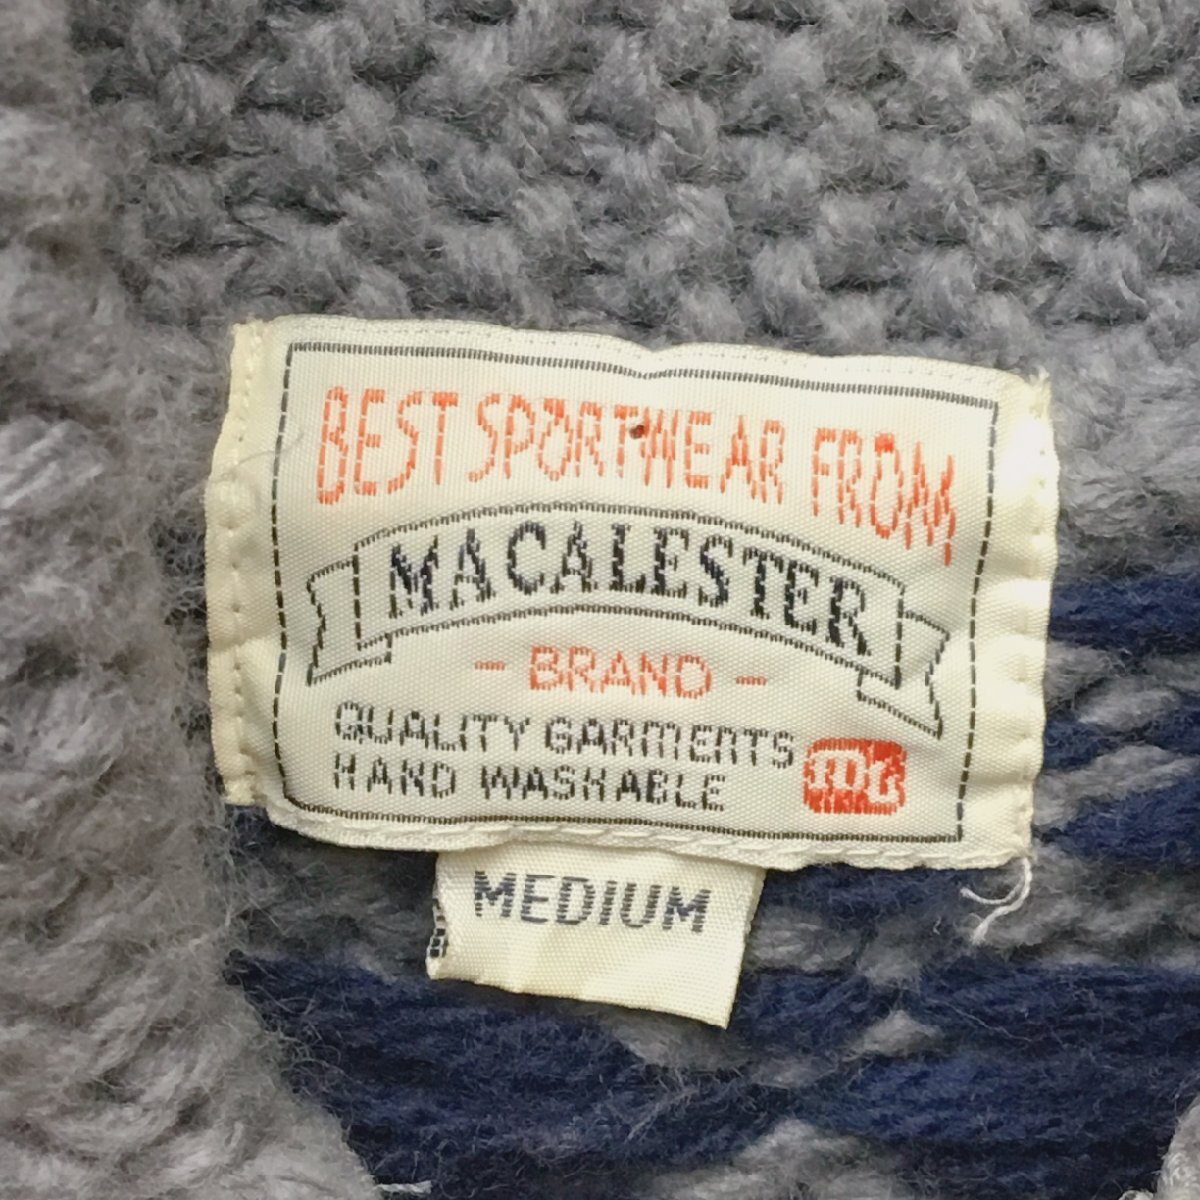 BEST SPORTWEAR FROM
MACALESTER
- BRAND -
QUALITY GARMENTS
HAND WASHABLE
MEDIUM